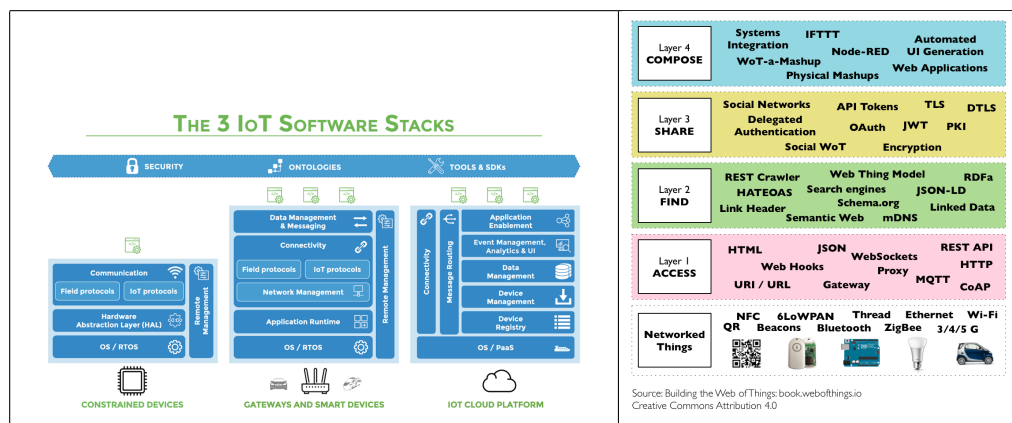 THE 3 IOT SOFTWARE STACKS
SECURITY
ONTOLOGIES
TOOLS & SDKs
Communication
Field protocols IoT protocols
Hardware
Abstraction Layer (HAL)
OS / RTOS
Remote
Management
CONSTRAINED DEVICES
Data Management
& Messaging
Connectivity
Field protocols IoT protocols
Network Management
Application Runtime
OS / RTOS
Remote Management
GATEWAYS AND SMART DEVICES
Connectivity
Message Routing
Application
Enablement
Event Management,
Analytics & UI
Data
Management
Device
Management
Device
Registry
OS / PaaS
IOT CLOUD PLATFORM
Layer 4
COMPOSE
Systems
Integration
IFTTT
Node-RED
Automated
UI Generation
WoT-a-Mashup
Physical Mashups
Web Applications
Layer 3
SHARE
Social Networks
API Tokens
TLS
DTLS
Delegated
Authentication
OAuth
JWT
PKI
Social WoT
Encryption
Layer 2
FIND
REST Crawler
Web Thing Model
RDFa
HATEOAS
Search engines
JSON-LD
Schema.org
Link Header
Linked Data
Semantic Web
mDNS
Layer 1
ACCESS
HTML
JSON
REST API
WebSockets
Web Hooks
Proxy
HTTP
URI / URL
Gateway
MQTT
CoAP
Networked
Things
NFC
6LoWPAN
Thread
Ethernet
Wi-Fi
QR
Beacons
Bluetooth
ZigBee
3/4/5 G
Source: Building the Web of Things: book.webofthings.io
Creative Commons Attribution 4.0